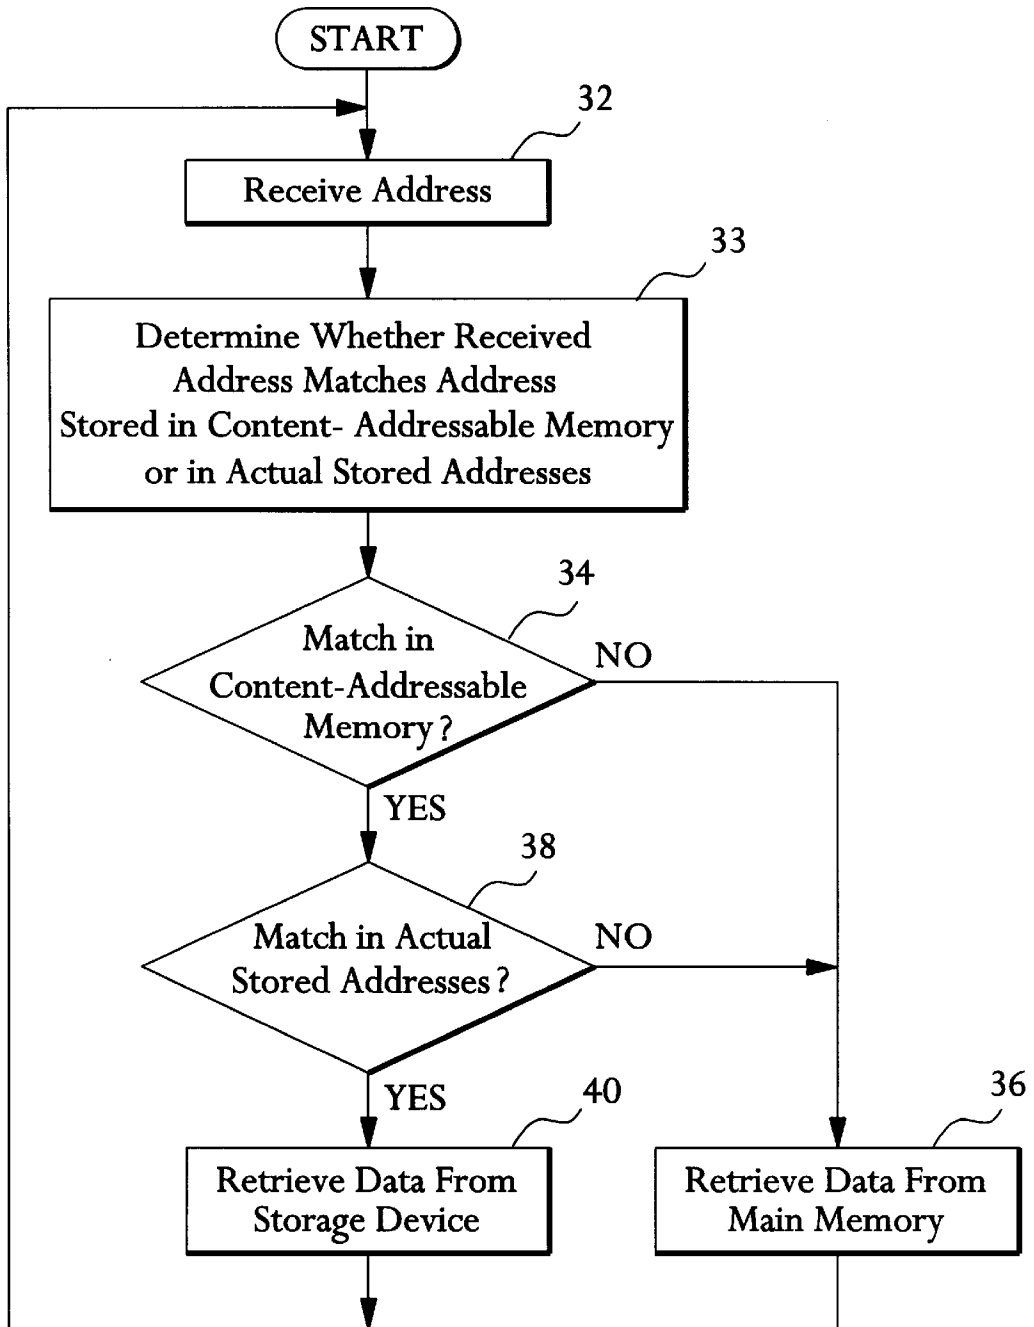 START
32
Receive Address
33
Determine Whether Received
Address Matches Address
Stored in Content- Addressable Memory
or in Actual Stored Addresses
34
Match in
Content-Addressable
Memory?
NO
YES
38
Match in Actual
Stored Addresses?
NO
YES
40
Retrieve Data From
Storage Device
36
Retrieve Data From
Main Memory